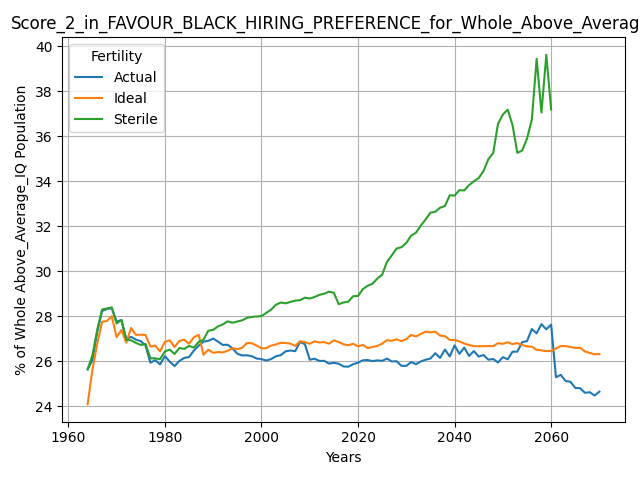 Score_2_in_FAVOUR_BLACK_HIRING_PREFERENCE_for_Whole_Above_Averag
Fertility
Actual
Ideal
Sterile
40
38
36
34
32
30
28
26
24
% of Whole Above_Average_IQ Population
1960 1980 2000 2020 2040 2060
Years